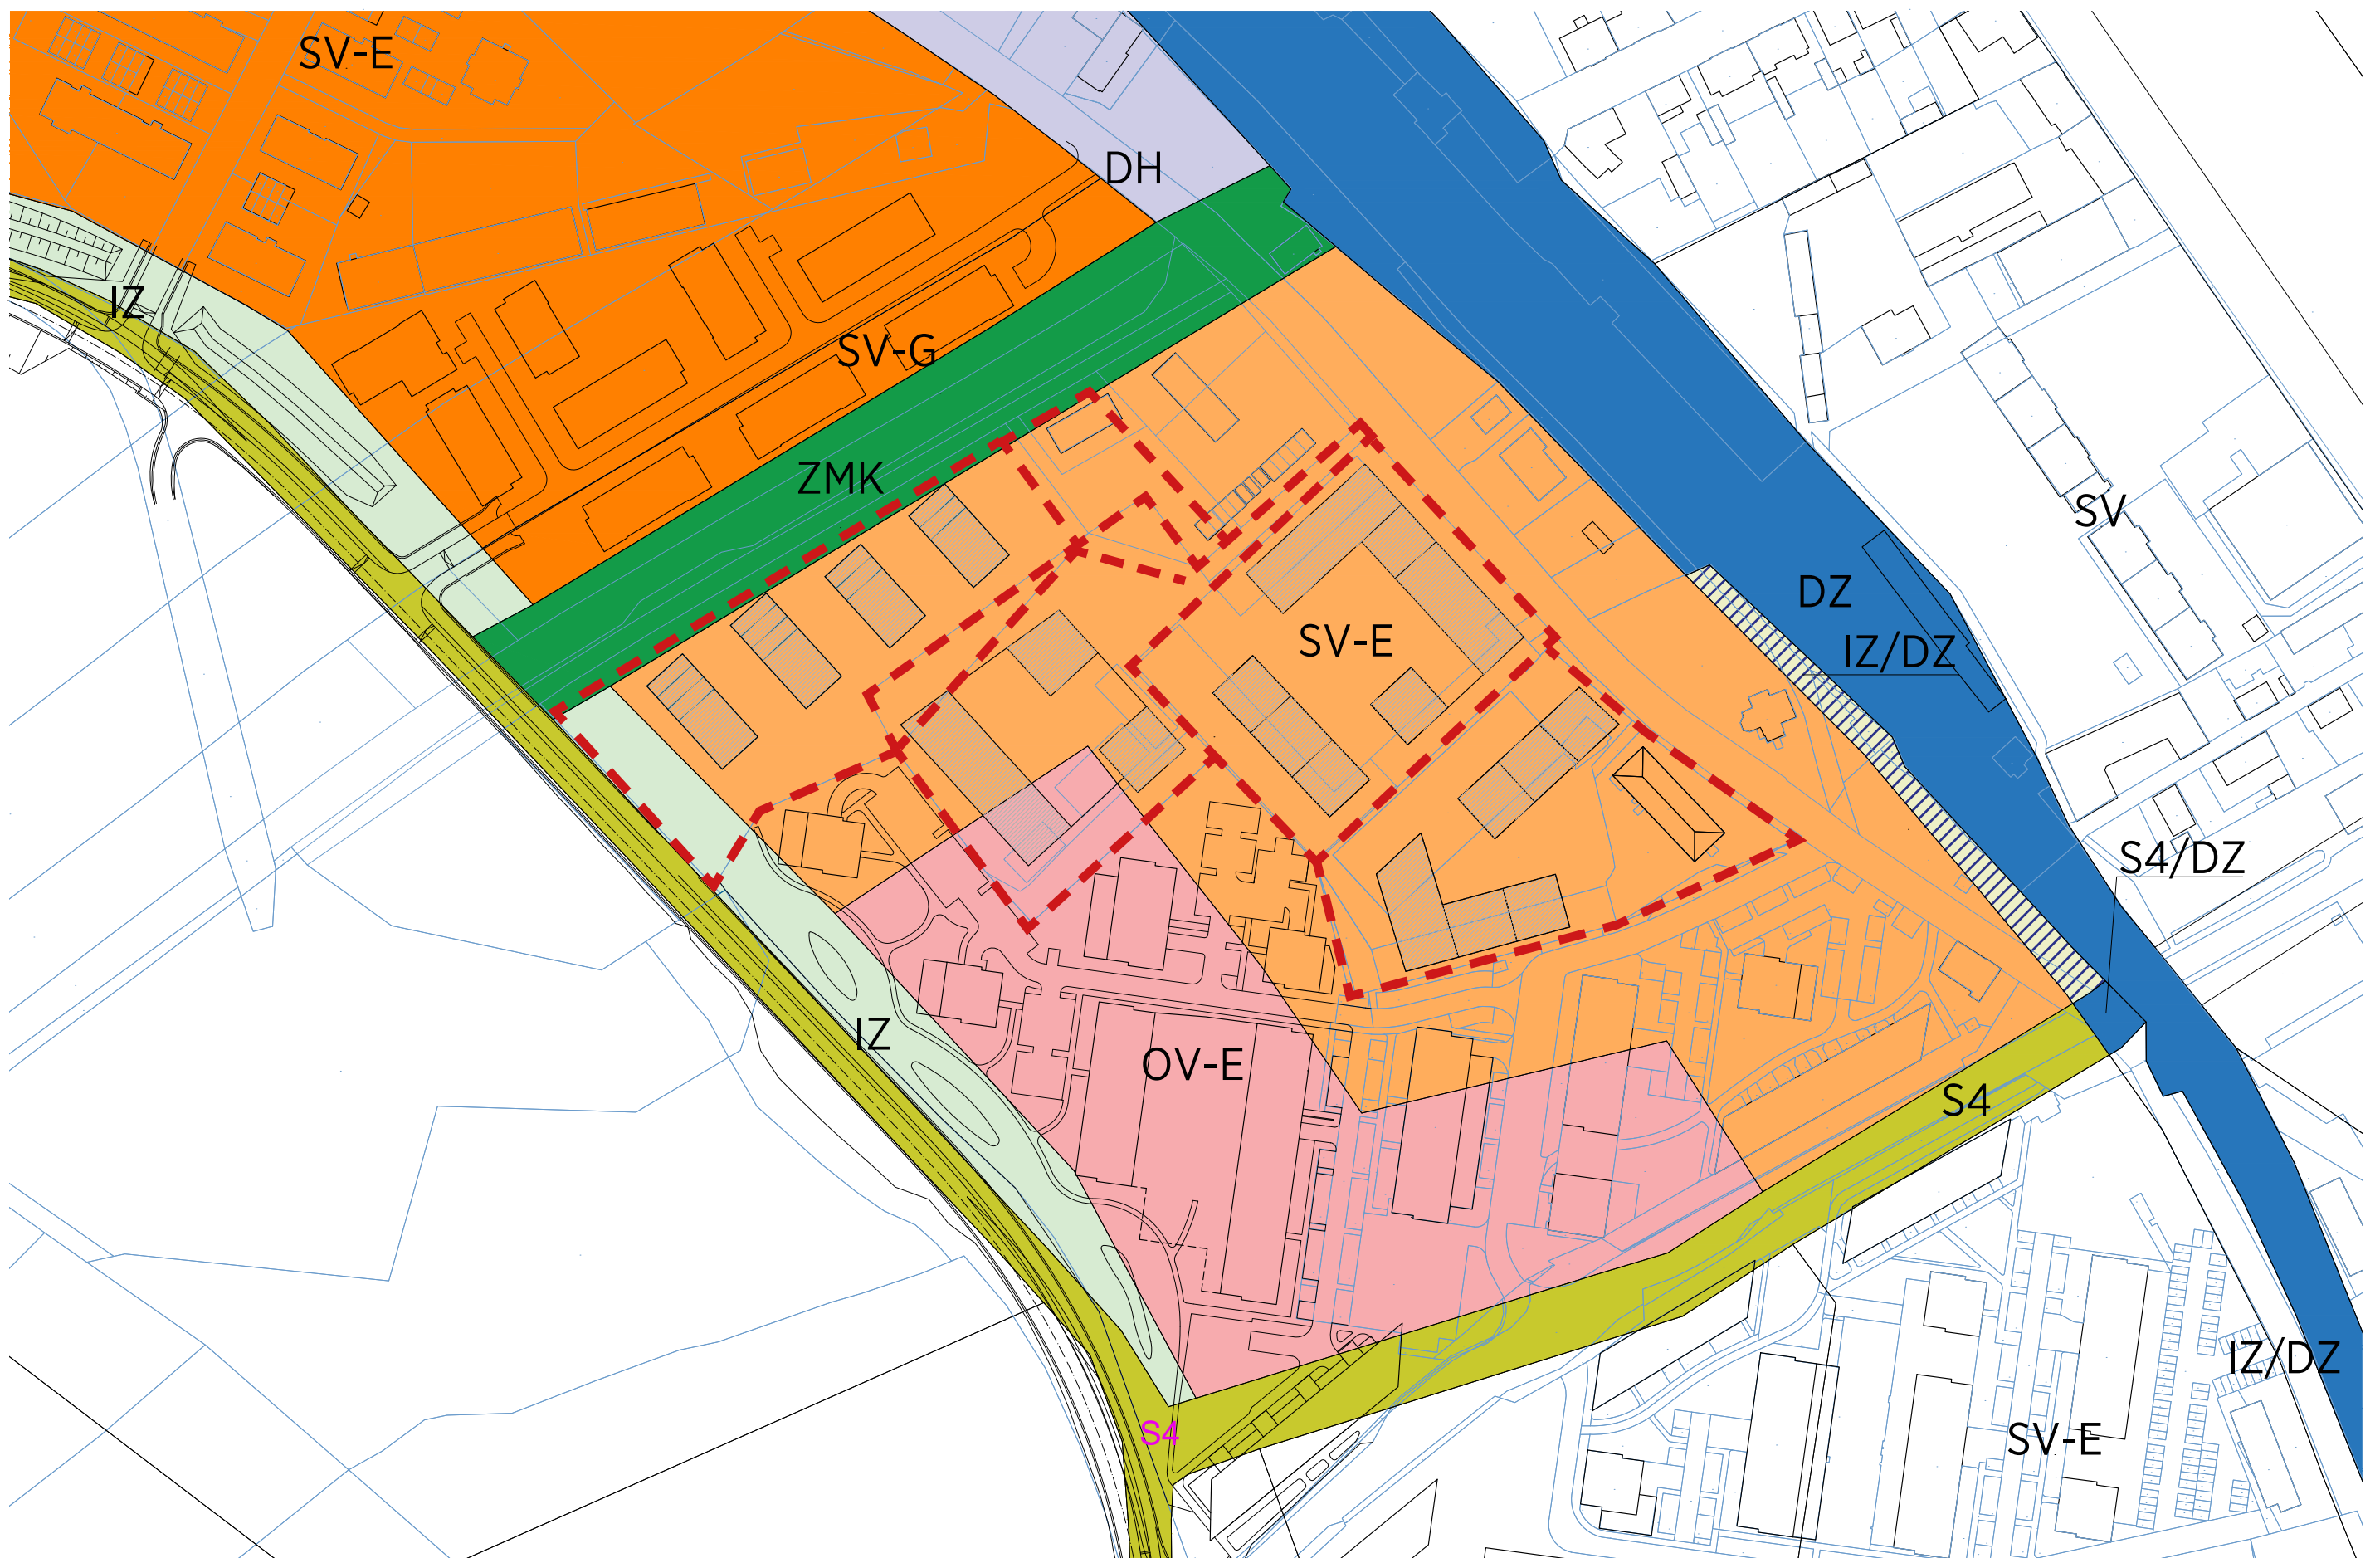 SV-E
DH
IZ
SV-G
ZMK
SV
DZ
SV-E
IZ/DZ
S4/DZ
IZ
OV-E
S4
IZ/DZ
S4
SV-E